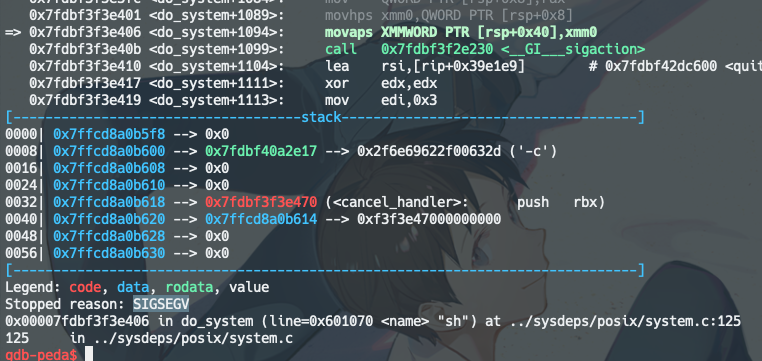 0x7fdbf3f3e401 <do_system+1089>: movhps xmm0,QWORD PTR [rsp+0x8]
=> 0x7fdbf3f3e406 <do_system+1094>: movaps XMMWORD PTR [rsp+0x40],xmm0
0x7fdbf3f3e40b <do_system+1099>: call 0x7fdbf3f2e230 <__GI___sigaction>
0x7fdbf3f3e410 <do_system+1104>: lea rsi,[rip+0x39e1e9] # 0x7fdbf42dc600 <quit
0x7fdbf3f3e417 <do_system+1111>: xor edx,edx
0x7fdbf3f3e419 <do_system+1113>: mov edi,0x3
[------------------------------------stack-------------------------------------]
0000| 0x7ffcd8a0b5f8 --> 0x0
0008| 0x7ffcd8a0b600 --> 0x7fdbf40a2e17 --> 0x2f6e69622f00632d ('-c')
0016| 0x7ffcd8a0b608 --> 0x0
0024| 0x7ffcd8a0b610 --> 0x0
0032| 0x7ffcd8a0b618 --> 0x7fdbf3f3e470 (<cancel_handler>: push rbx)
0040| 0x7ffcd8a0b620 --> 0x7ffcd8a0b614 --> 0xf3f3e47000000000
0048| 0x7ffcd8a0b628 --> 0x0
0056| 0x7ffcd8a0b630 --> 0x0
[------------------------------------------------------------------------------]
Legend: code, data, rodata, value
Stopped reason: SIGSEGV
0x00007fdbf3f3e406 in do_system (line=0x601070 <name> "sh") at ../sysdeps/posix/system.c:125
125 in ../sysdeps/posix/system.c
gdb-peda$